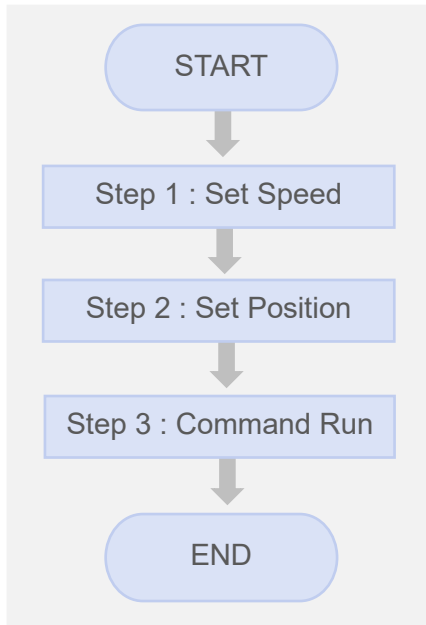 START
Step 1 : Set Speed
Step 2 : Set Position
Step 3 : Command Run
END